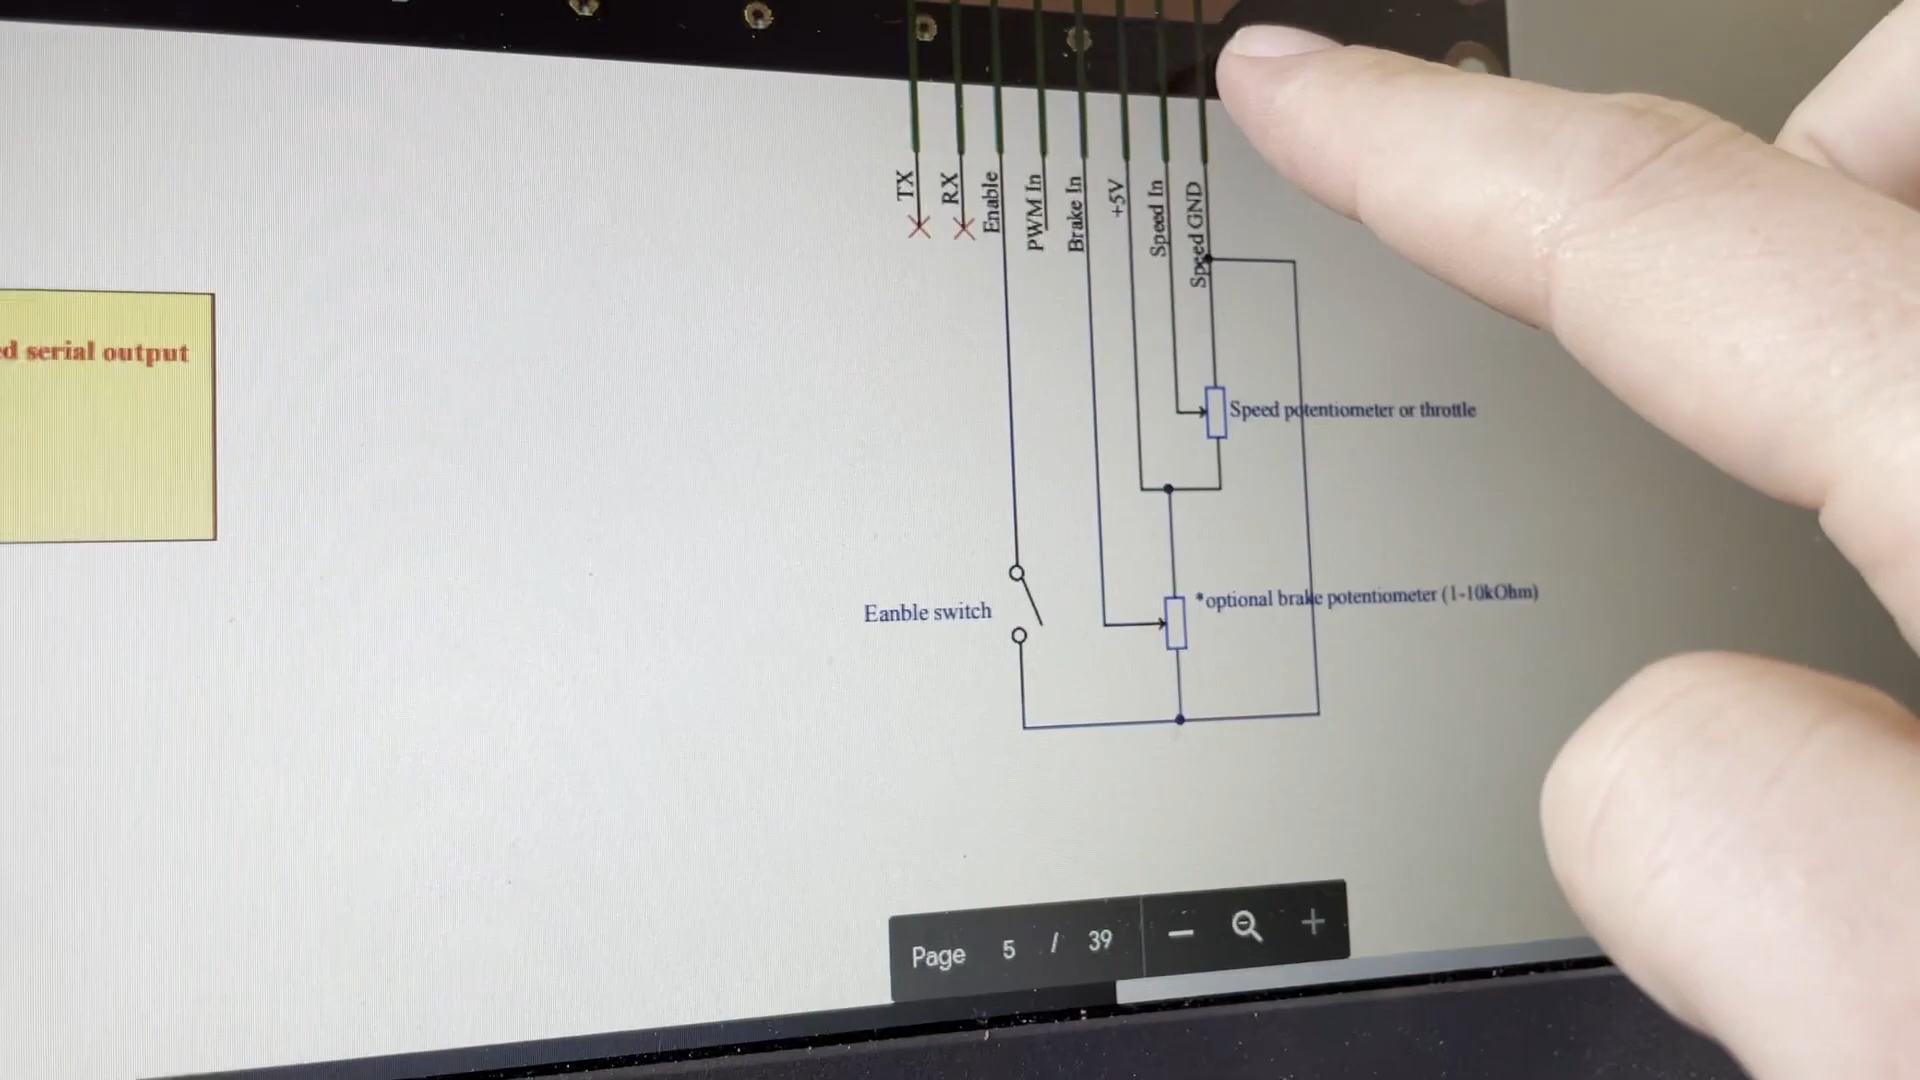 TX
RX
Enable
PWM In
Brake In
+5V
Speed In
Speed GND
ed serial output
Speed potentiometer or throttle
*optional brake potentiometer (1-10kOhm)
Eanble switch
Page 5 / 39